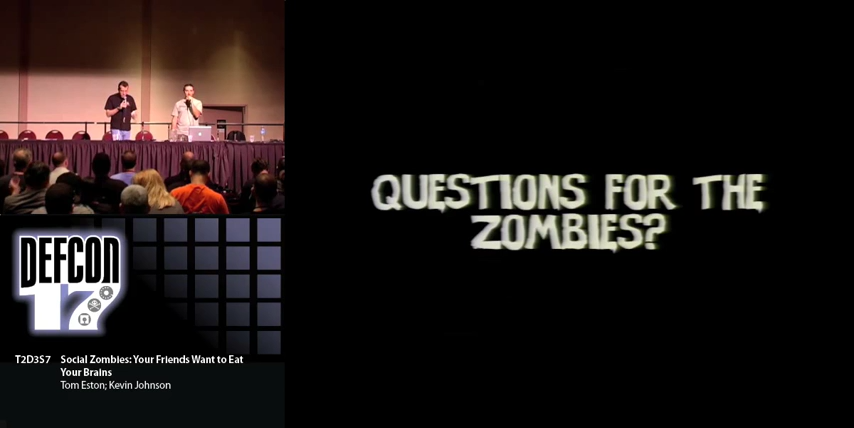 QUESTIONS FOR THE
ZOMBIES?
DEFCON
17
T2D3S7 Social Zombies: Your Friends Want to Eat
Your Brains
Tom Eston; Kevin Johnson